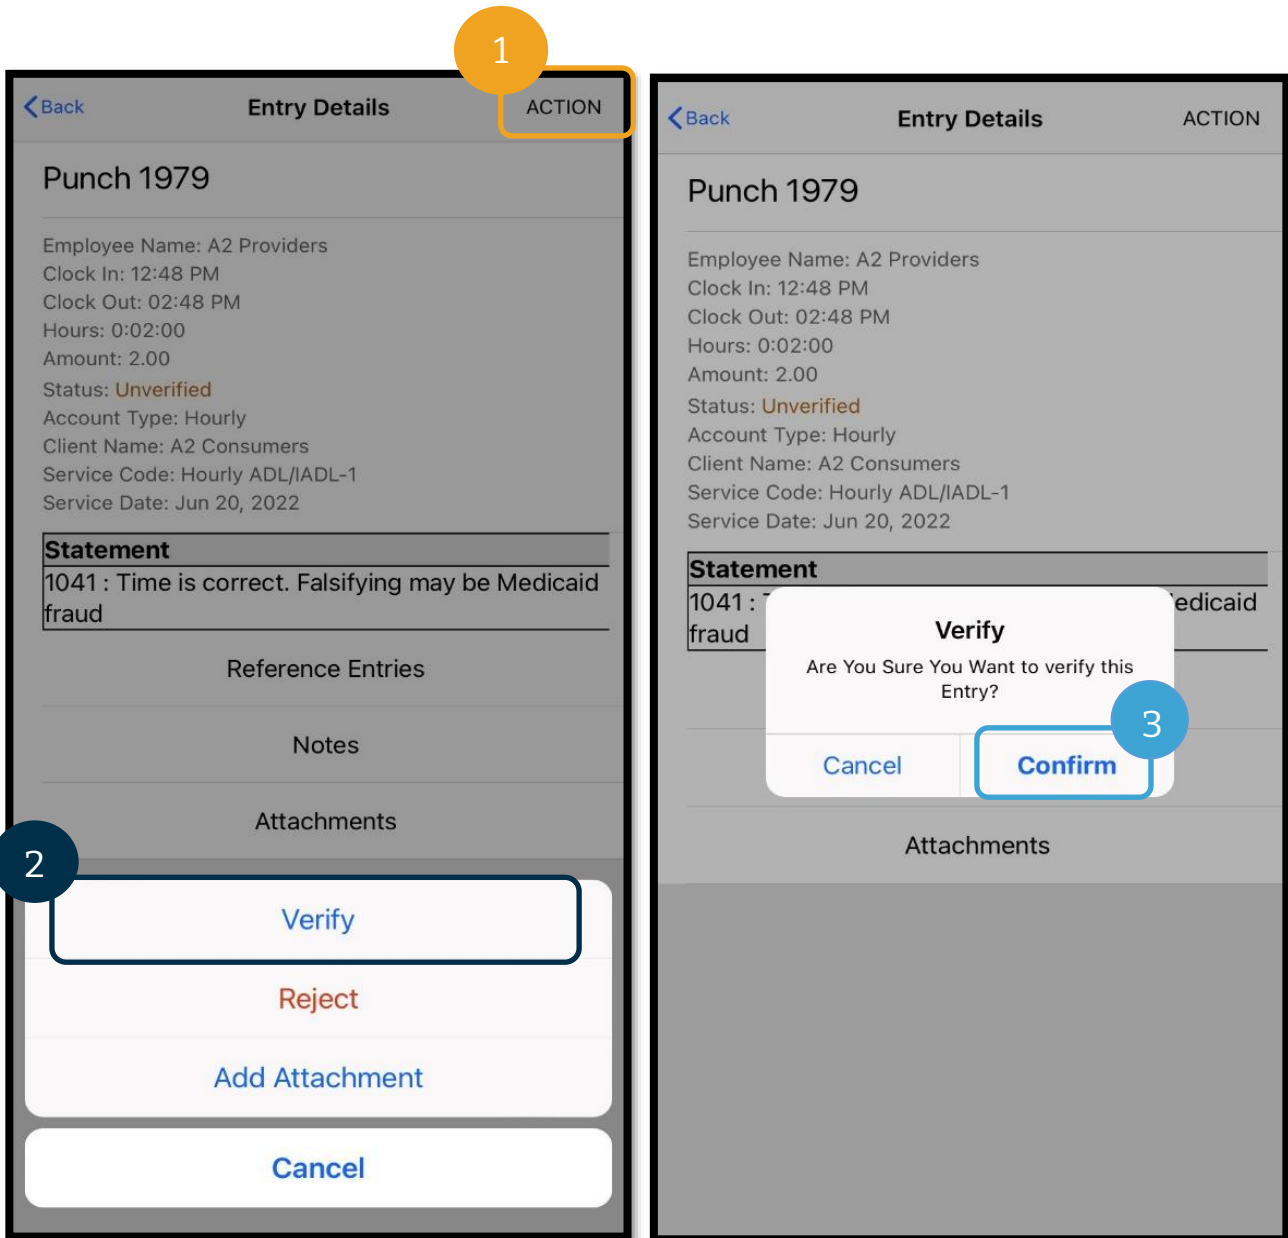 1
Back
Entry Details
ACTION
Punch 1979
Employee Name: A2 Providers
Clock In: 12:48 PM
Clock Out: 02:48 PM
Hours: 0:02:00
Amount: 2.00
Status: Unverified
Account Type: Hourly
Client Name: A2 Consumers
Service Code: Hourly ADL/IADL-1
Service Date: Jun 20, 2022
Statement
1041 : Time is correct. Falsifying may be Medicaid
fraud
Reference Entries
Notes
Attachments
2
Verify
Reject
Add Attachment
Cancel
Back
Entry Details
ACTION
Punch 1979
Employee Name: A2 Providers
Clock In: 12:48 PM
Clock Out: 02:48 PM
Hours: 0:02:00
Amount: 2.00
Status: Unverified
Account Type: Hourly
Client Name: A2 Consumers
Service Code: Hourly ADL/IADL-1
Service Date: Jun 20, 2022
Statement
1041 : edicaid
fraud
Verify
Are You Sure You Want to verify this
Entry?
3
Cancel
Confirm
Attachments